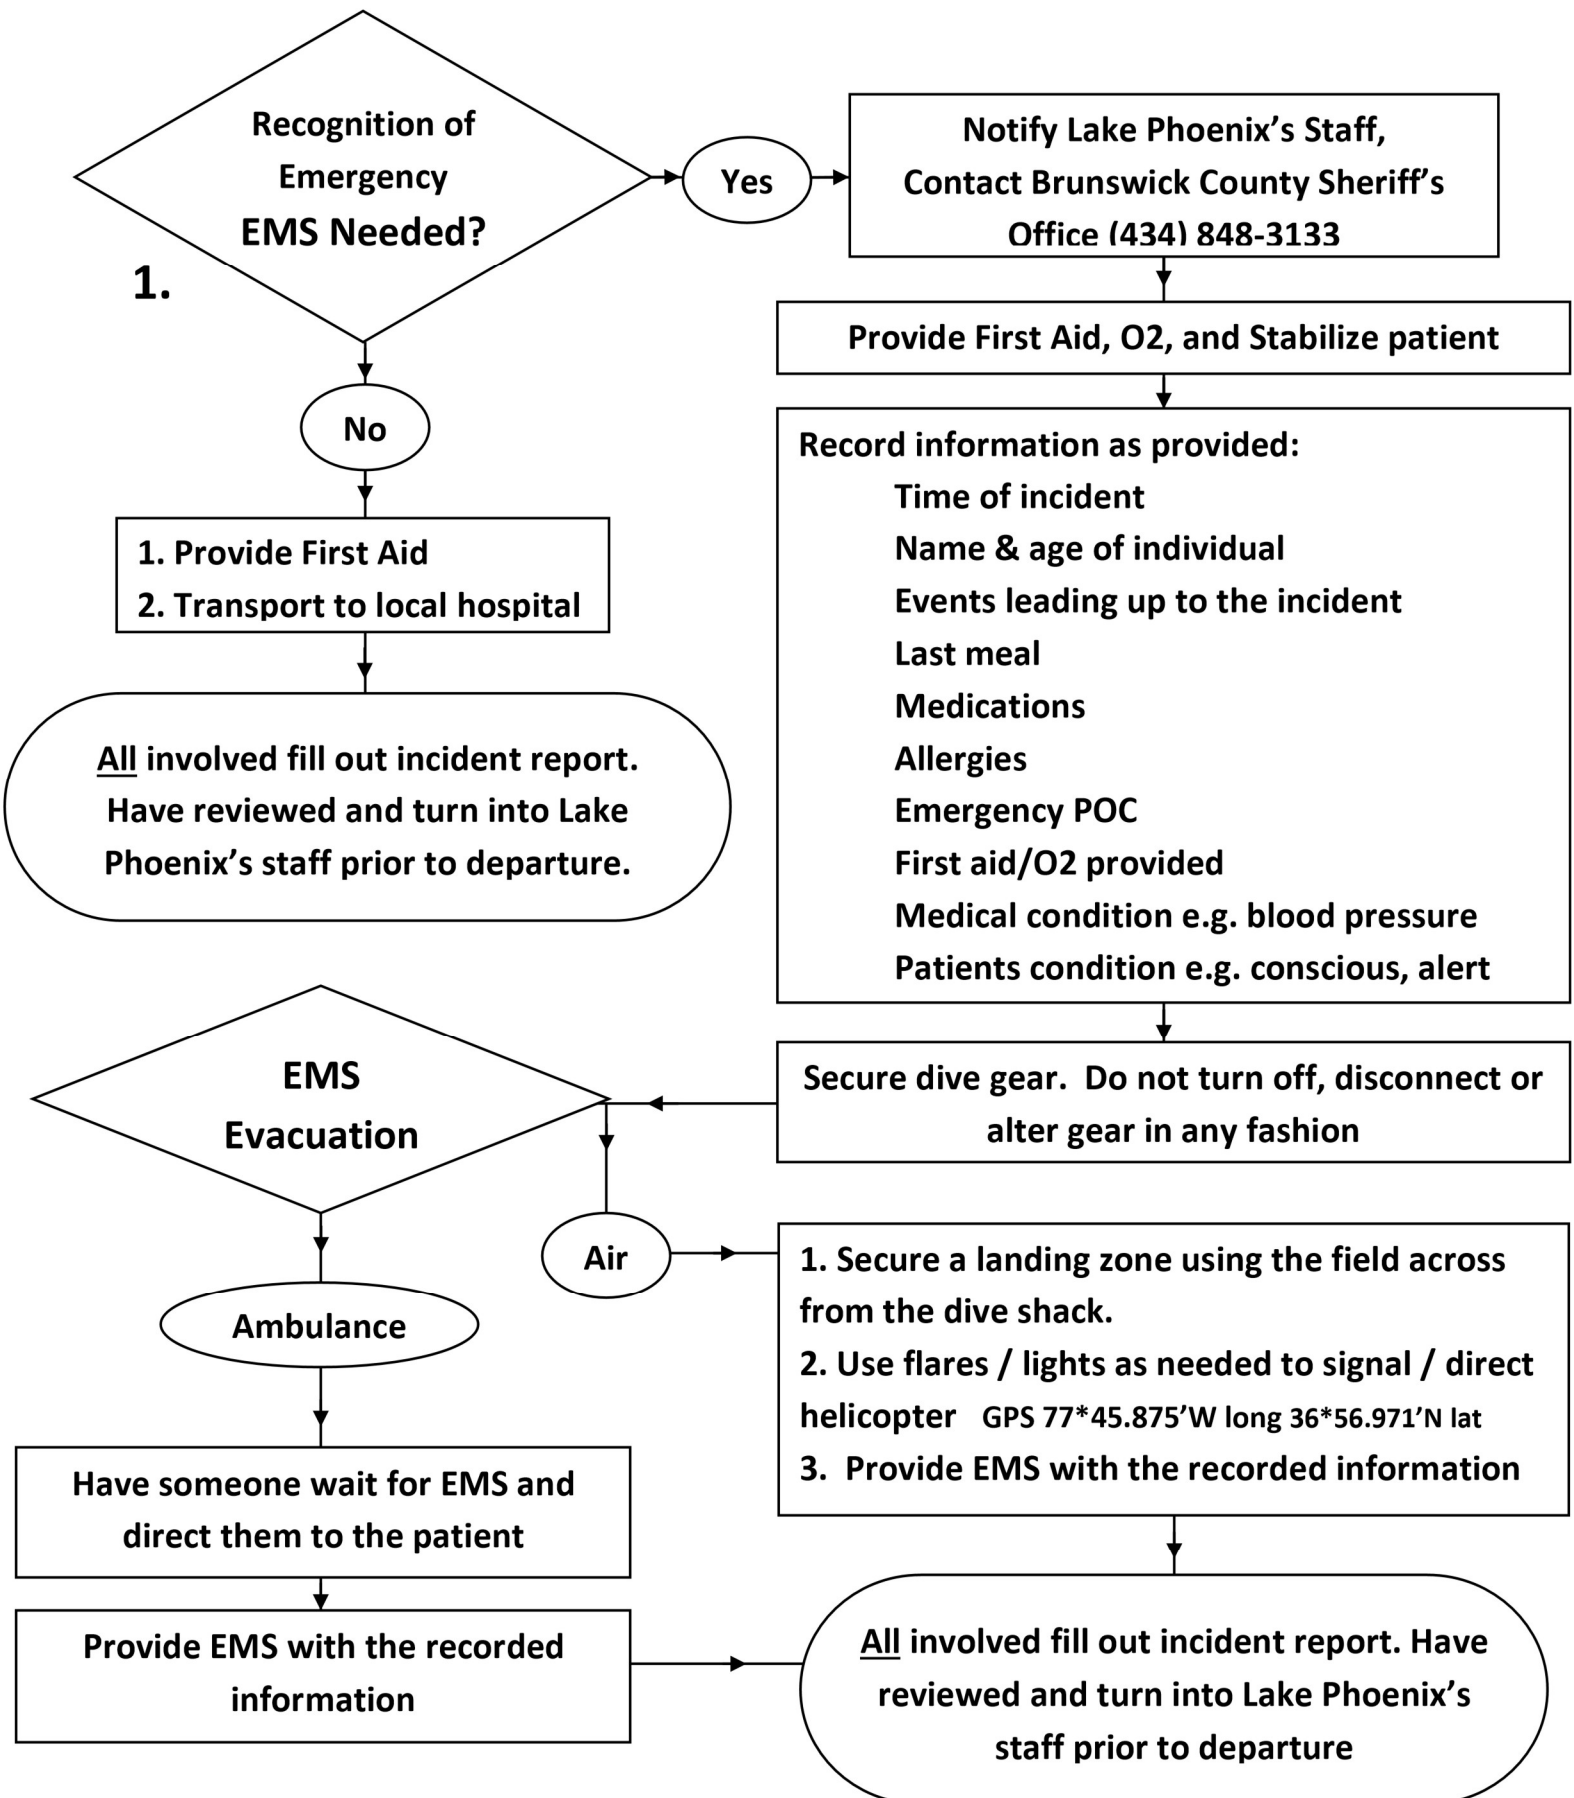 Recognition of
Emergency
EMS Needed?
1.
Yes
Notify Lake Phoenix’s Staff,
Contact Brunswick County Sheriff’s
Office (434) 848-3133
Provide First Aid, O2, and Stabilize patient
No
1. Provide First Aid
2. Transport to local hospital
All involved fill out incident report.
Have reviewed and turn into Lake
Phoenix’s staff prior to departure.
Record information as provided:
Time of incident
Name & age of individual
Events leading up to the incident
Last meal
Medications
Allergies
Emergency POC
First aid/O2 provided
Medical condition e.g. blood pressure
Patients condition e.g. conscious, alert
Secure dive gear.  Do not turn off, disconnect or
alter gear in any fashion
EMS
Evacuation
Air
1. Secure a landing zone using the field across
from the dive shack.
2. Use flares / lights as needed to signal / direct
helicopter   GPS 77*45.875’W long 36*56.971’N lat
3.  Provide EMS with the recorded information
Ambulance
Have someone wait for EMS and
direct them to the patient
Provide EMS with the recorded
information
All involved fill out incident report. Have
reviewed and turn into Lake Phoenix’s
staff prior to departure